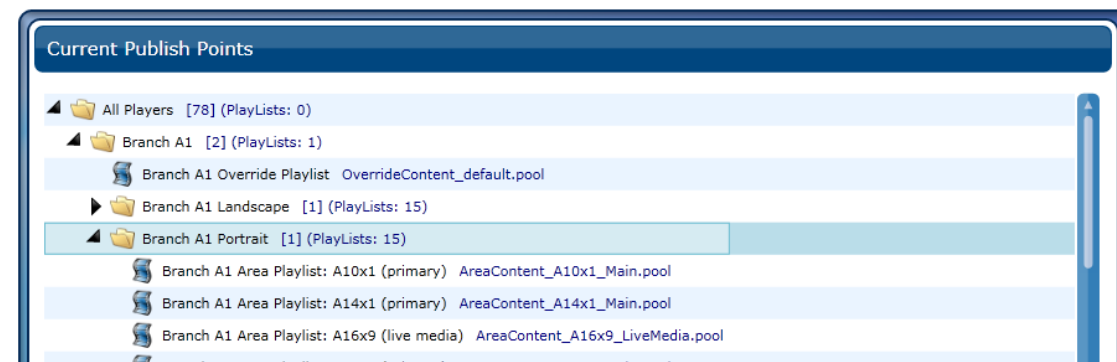 Current Publish Points
All Players [78] (PlayLists: 0)
Branch A1 [2] (PlayLists: 1)
Branch A1 Override Playlist OverrideContent_default.pool
Branch A1 Landscape [1] (PlayLists: 15)
Branch A1 Portrait [1] (PlayLists: 15)
Branch A1 Area Playlist: A10x1 (primary) AreaContent_A10x1_Main.pool
Branch A1 Area Playlist: A14x1 (primary) AreaContent_A14x1_Main.pool
Branch A1 Area Playlist: A16x9 (live media) AreaContent_A16x9_LiveMedia.pool